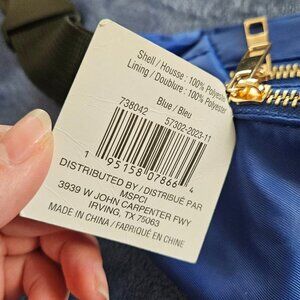 Shell / Housse : 100% Polyester
Lining / Doublure : 100% Polyester
Blue / Bleu
738042 57302-2023-11
1 95158 07866 4
DISTRIBUTED BY / DISTRIBUÉ PAR
MSPCI
3939 W JOHN CARPENTER FWY
IRVING, TX 75063
MADE IN CHINA / FABRIQUÉ EN CHINE